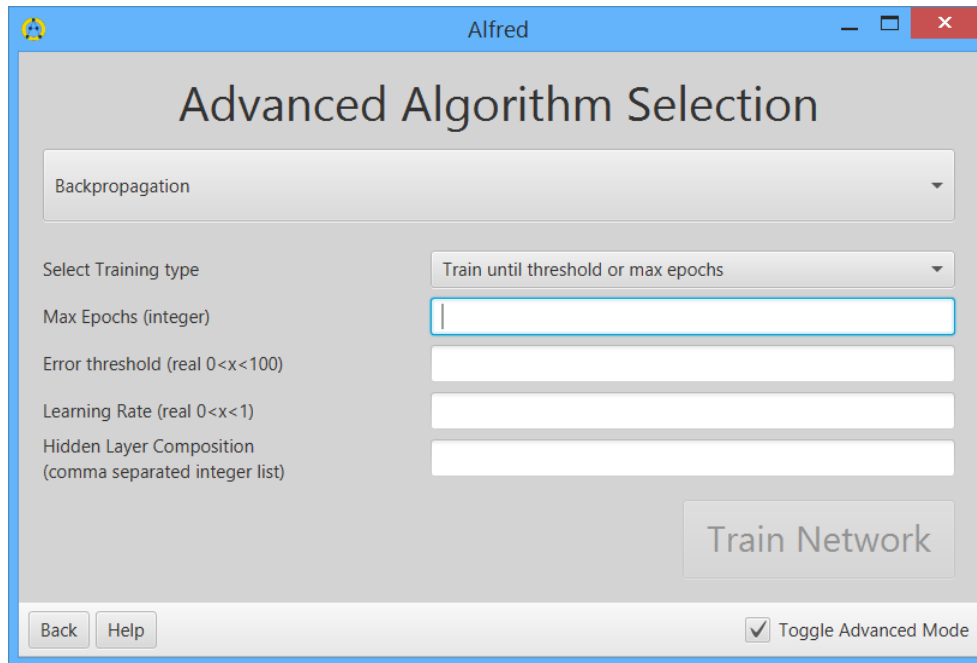 Alfred
Advanced Algorithm Selection
Backpropagation
Select Training type
Train until threshold or max epochs
Max Epochs (integer)
Error threshold (real 0<x<100)
Learning Rate (real 0<x<1)
Hidden Layer Composition
(comma separated integer list)
Train Network
Back
Help
Toggle Advanced Mode